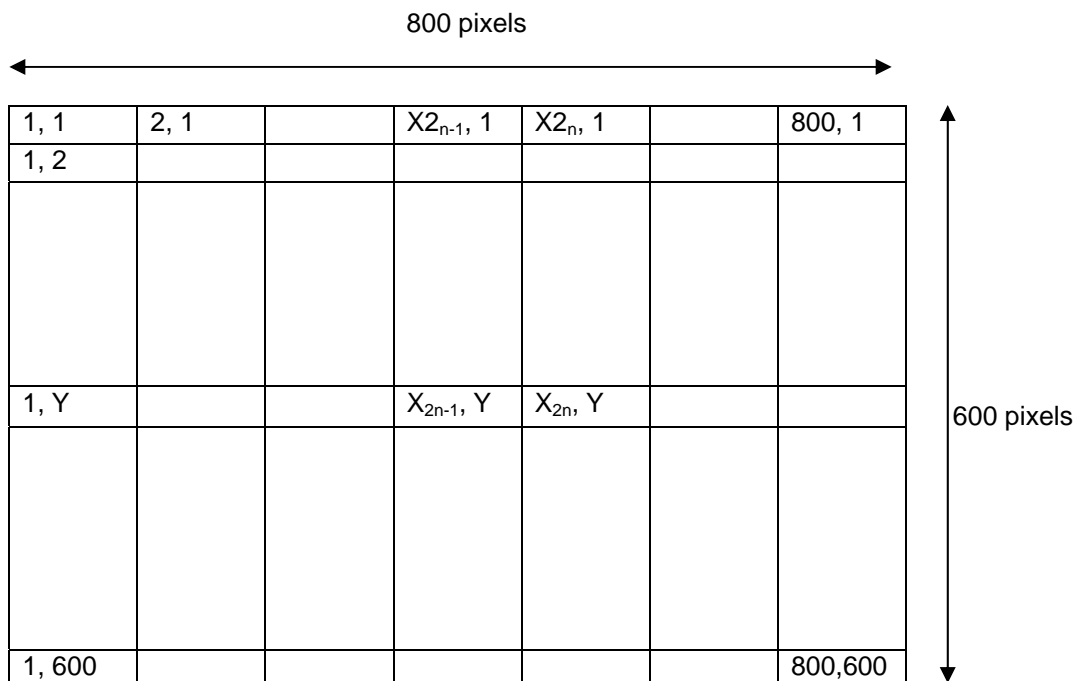 800 pixels
1, 1 2, 1 X2ₙ₋₁, 1 X2ₙ, 1 800, 1
1, 2
1, Y X₂ₙ₋₁, Y X₂ₙ, Y
600 pixels
1, 600 800,600